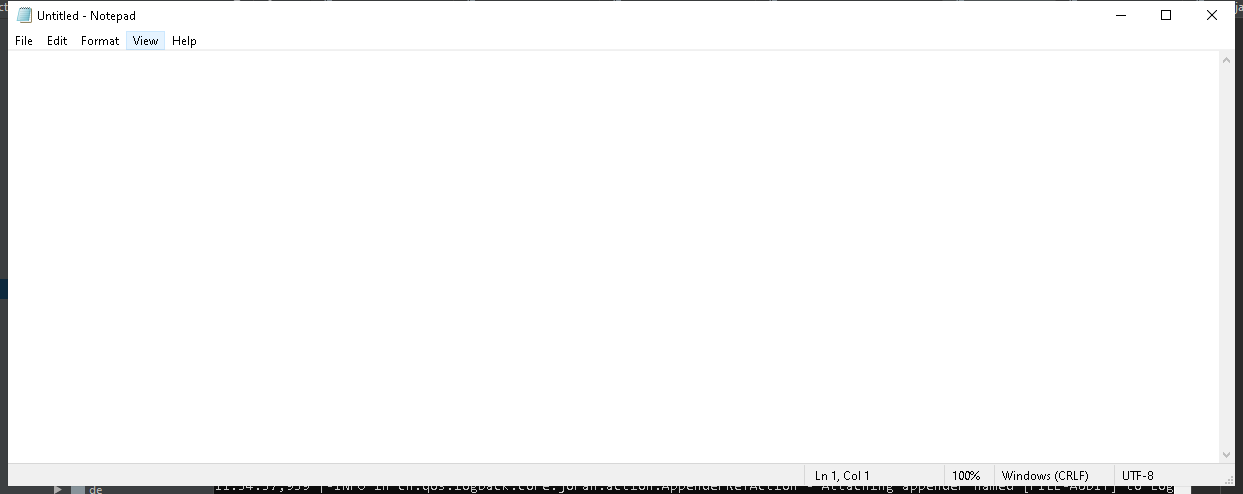 Untitled - Notepad
File Edit Format View Help
Ln 1, Col 1 100% Windows (CRLF) UTF-8
de 11:34:37,939 |-INFO in ch.qos.logback.core.joran.action.AppenderRefAction - Attaching appender named [FILE-AUDIT] to Log